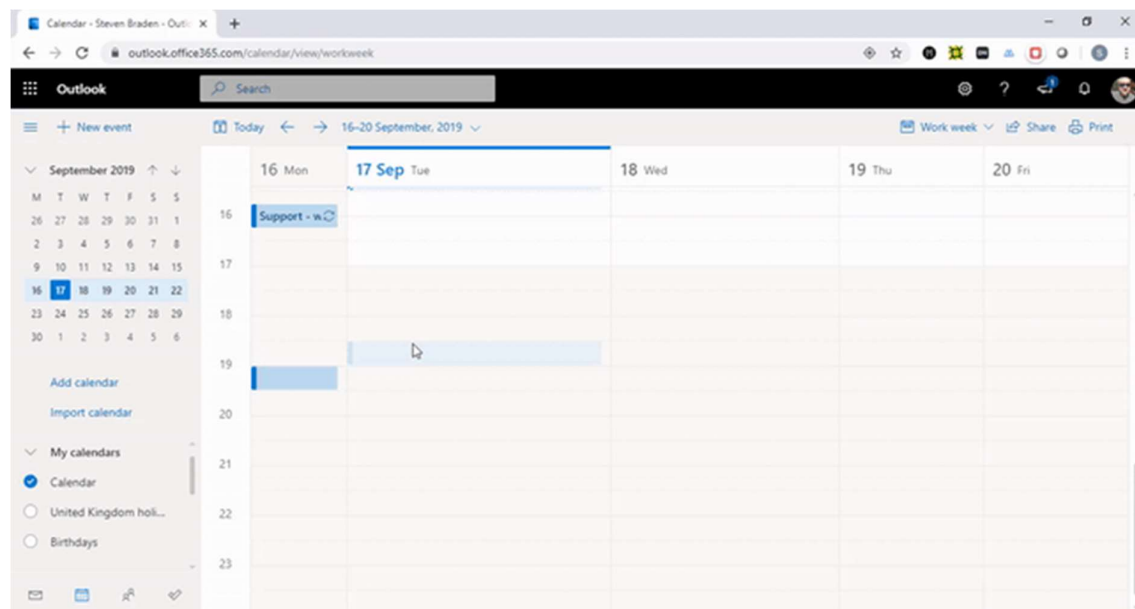 Calendar - Steven Braden - Outlo
outlook.office365.com/calendar/view/workweek
Outlook
Search
New event
Today
16–20 September, 2019
Work week
Share
Print
September 2019
M T W T F S S
26 27 28 29 30 31 1
2 3 4 5 6 7 8
9 10 11 12 13 14 15
16 17 18 19 20 21 22
23 24 25 26 27 28 29
30 1 2 3 4 5 6
Add calendar
Import calendar
My calendars
Calendar
United Kingdom holi...
Birthdays
16 Mon
17 Sep Tue
18 Wed
19 Thu
20 Fri
16
Support - w
17
18
19
20
21
22
23